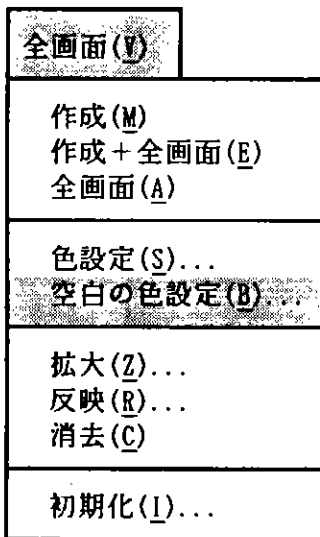 全画面(V)
作成(M)
作成＋全画面(E)
全画面(A)
色設定(S)...
空白の色設定(B)...
拡大(Z)...
反映(R)...
消去(C)
初期化(I)...